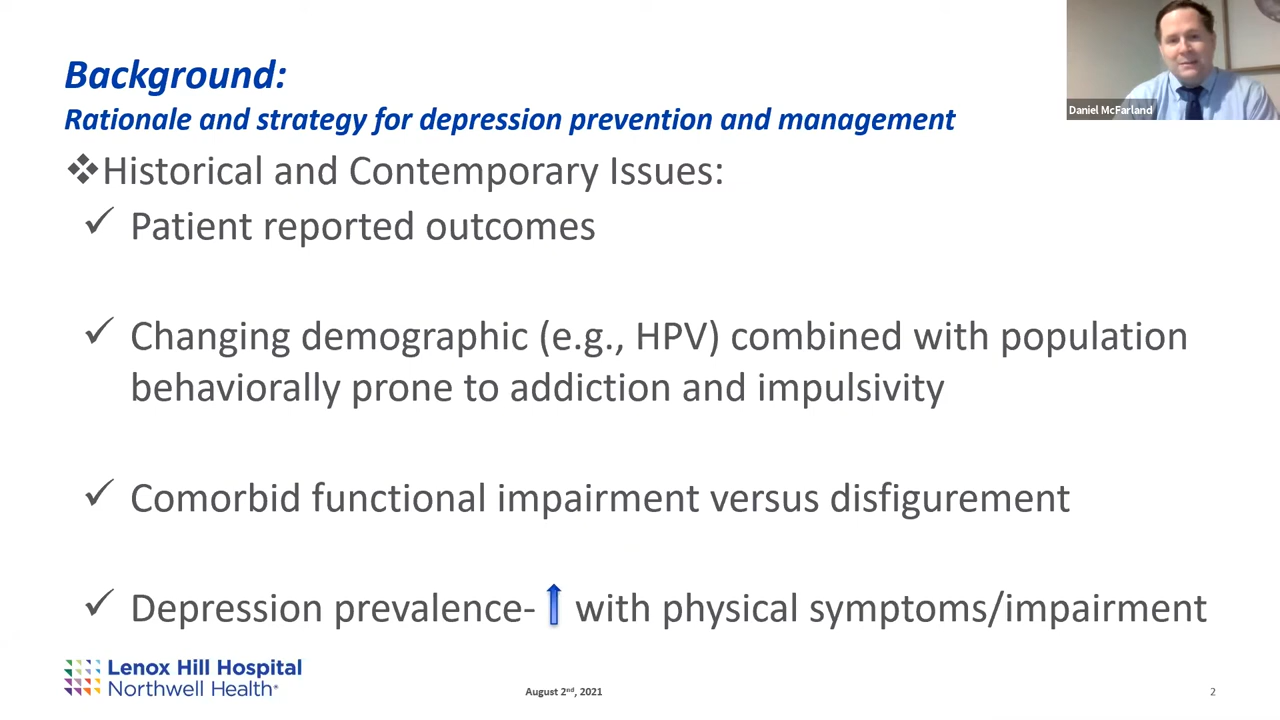 Background:
Rationale and strategy for depression prevention and management
Daniel McFarland
❖Historical and Contemporary Issues:
✓ Patient reported outcomes
✓ Changing demographic (e.g., HPV) combined with population
behaviorally prone to addiction and impulsivity
✓ Comorbid functional impairment versus disfigurement
✓ Depression prevalence- ↑ with physical symptoms/impairment
Lenox Hill Hospital
Northwell Health®
August 2nd, 2021
2